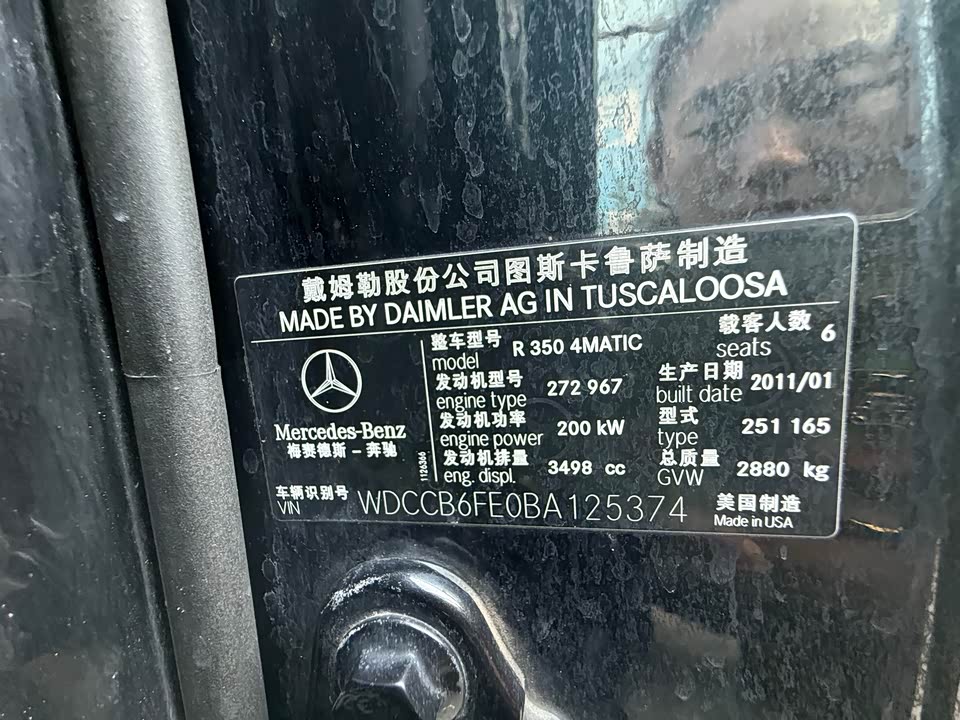 戴姆勒股份公司图斯卡鲁萨制造
MADE BY DAIMLER AG IN TUSCALOOSA
Mercedes-Benz
梅赛德斯-奔驰
1126366
整车型号
model R 350 4MATIC
载客人数
seats 6
发动机型号
engine type 272 967
生产日期
built date 2011/01
发动机功率
engine power 200 kW
型式
type 251 165
发动机排量
eng. displ. 3498 cc
总质量
GVW 2880 kg
车辆识别号
VIN WDCCB6FE0BA125374
美国制造
Made in USA